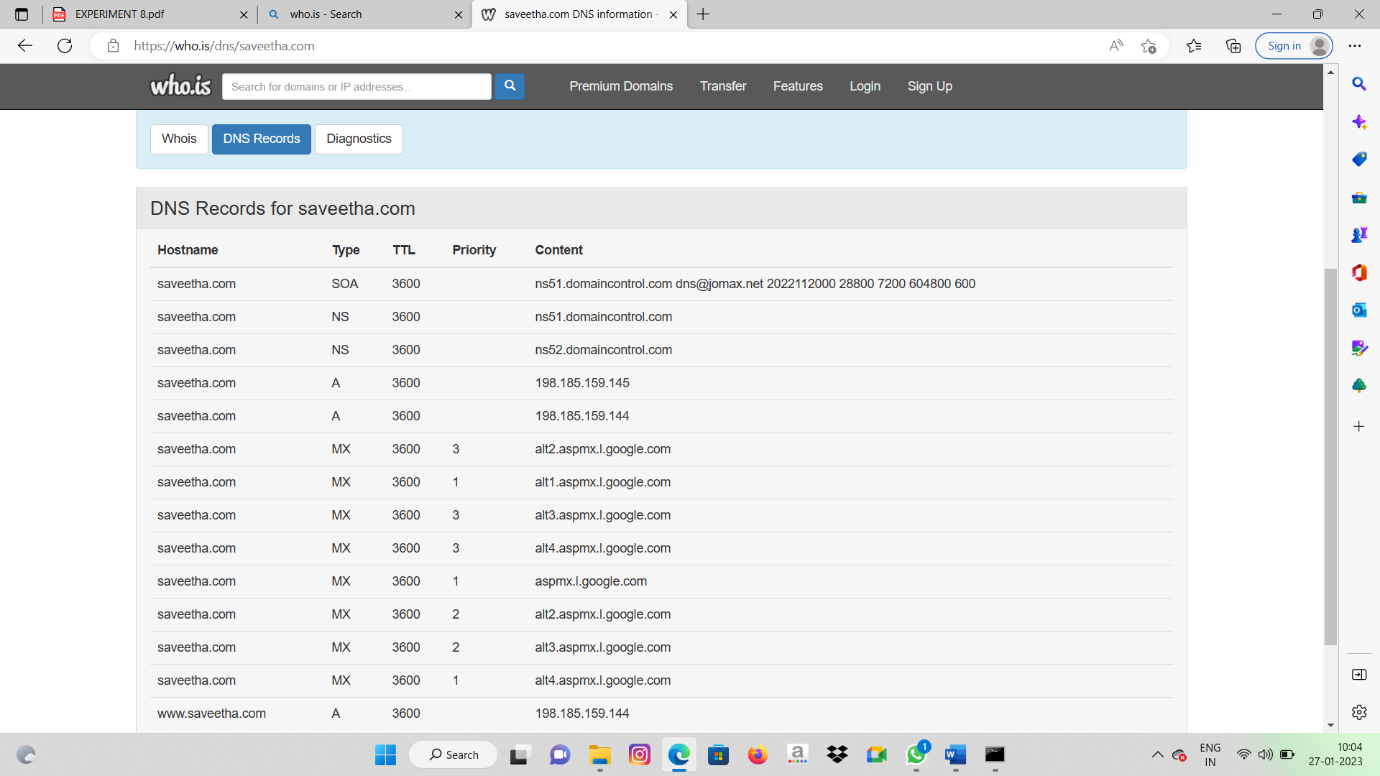 EXPERIMENT 8.pdf
who.is - Search
saveetha.com DNS information -
https://who.is/dns/saveetha.com
Sign in
who.is
Search for domains or IP addresses...
Premium Domains
Transfer
Features
Login
Sign Up
Whois
DNS Records
Diagnostics
DNS Records for saveetha.com
Hostname Type TTL Priority Content
saveetha.com SOA 3600 ns51.domaincontrol.com dns@jomax.net 2022112000 28800 7200 604800 600
saveetha.com NS 3600 ns51.domaincontrol.com
saveetha.com NS 3600 ns52.domaincontrol.com
saveetha.com A 3600 198.185.159.145
saveetha.com A 3600 198.185.159.144
saveetha.com MX 3600 3 alt2.aspmx.l.google.com
saveetha.com MX 3600 1 alt1.aspmx.l.google.com
saveetha.com MX 3600 3 alt3.aspmx.l.google.com
saveetha.com MX 3600 3 alt4.aspmx.l.google.com
saveetha.com MX 3600 1 aspmx.l.google.com
saveetha.com MX 3600 2 alt2.aspmx.l.google.com
saveetha.com MX 3600 2 alt3.aspmx.l.google.com
saveetha.com MX 3600 1 alt4.aspmx.l.google.com
www.saveetha.com A 3600 198.185.159.144
Search
1
ENG
IN
10:04
27-01-2023